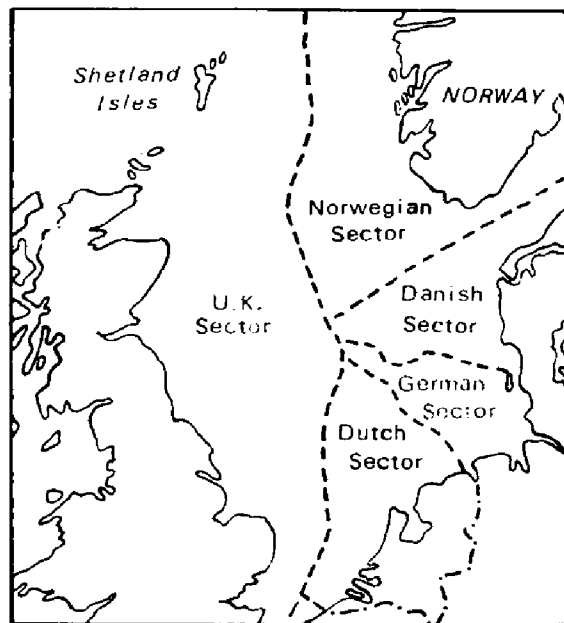 Shetland
Isles
NORWAY
Norwegian
Sector
U.K.
Sector
Danish
Sector
German
Sector
Dutch
Sector